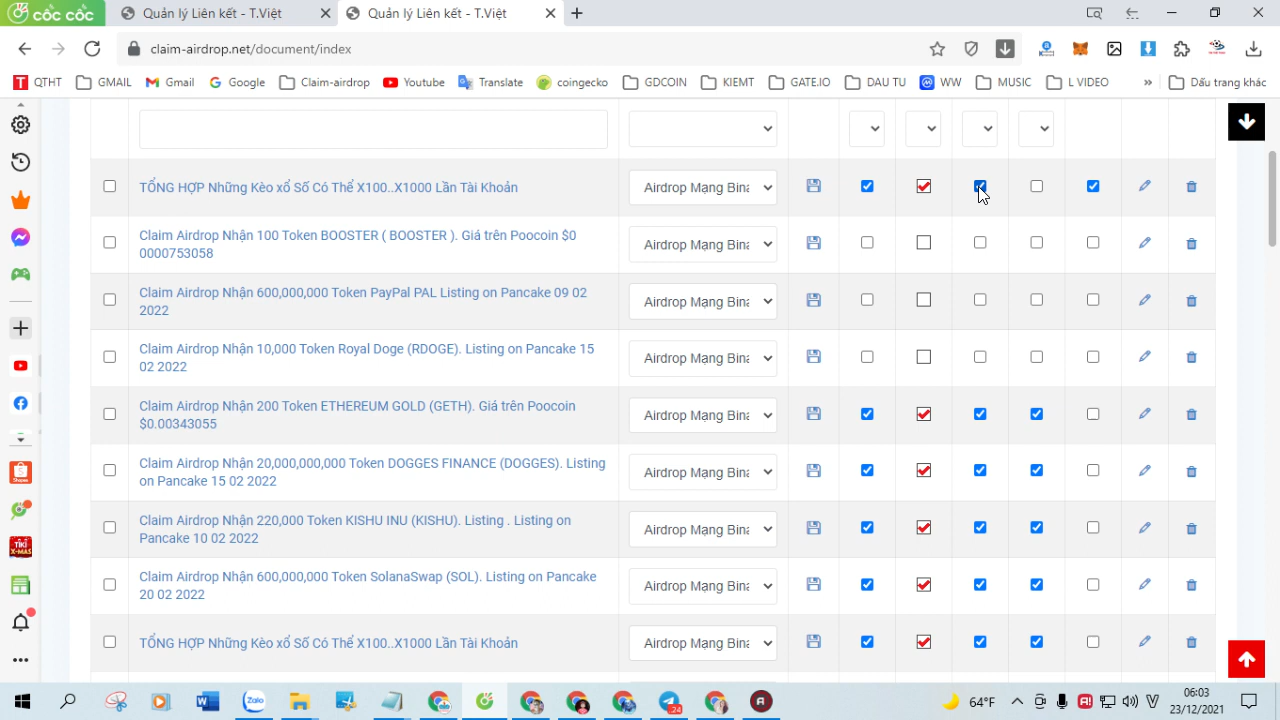 cốc cốc
Quản lý kiết - T.Việt
Quản lý kiết - T.Việt
claim-airdrop.net/document/index
QTHT
GMAIL
Gmail
Google
Claim-airdrop
Youtube
Translate
coingecko
GDCOIN
KIEMT
GATE.IO
DAU TU
WW
MUSIC
L VIDEO
»
Dấu trang khác
TỔNG HỢP Những Kèo xổ Số Có Thể X100..X1000 Lần Tài Khoản
Airdrop Mạng Bina
Claim Airdrop Nhận 100 Token BOOSTER ( BOOSTER ). Giá trên Poocoin $0
0000753058
Airdrop Mạng Bina
Claim Airdrop Nhận 600,000,000 Token PayPal PAL Listing on Pancake 09 02
2022
Airdrop Mạng Bina
Claim Airdrop Nhận 10,000 Token Royal Doge (RDOGE). Listing on Pancake 15
02 2022
Airdrop Mạng Bina
Claim Airdrop Nhận 200 Token ETHEREUM GOLD (GETH). Giá trên Poocoin
$0.00343055
Airdrop Mạng Bina
Claim Airdrop Nhận 20,000,000,000 Token DOGGES FINANCE (DOGGES). Listing
on Pancake 15 02 2022
Airdrop Mạng Bina
Claim Airdrop Nhận 220,000 Token KISHU INU (KISHU). Listing . Listing on
Pancake 10 02 2022
Airdrop Mạng Bina
Claim Airdrop Nhận 600,000,000 Token SolanaSwap (SOL). Listing on Pancake
20 02 2022
Airdrop Mạng Bina
TỔNG HỢP Những Kèo xổ Số Có Thể X100..X1000 Lần Tài Khoản
Airdrop Mạng Bina
Shopee
TIKI
X-MAS
Zalo
24
64°F
06:03
23/12/2021